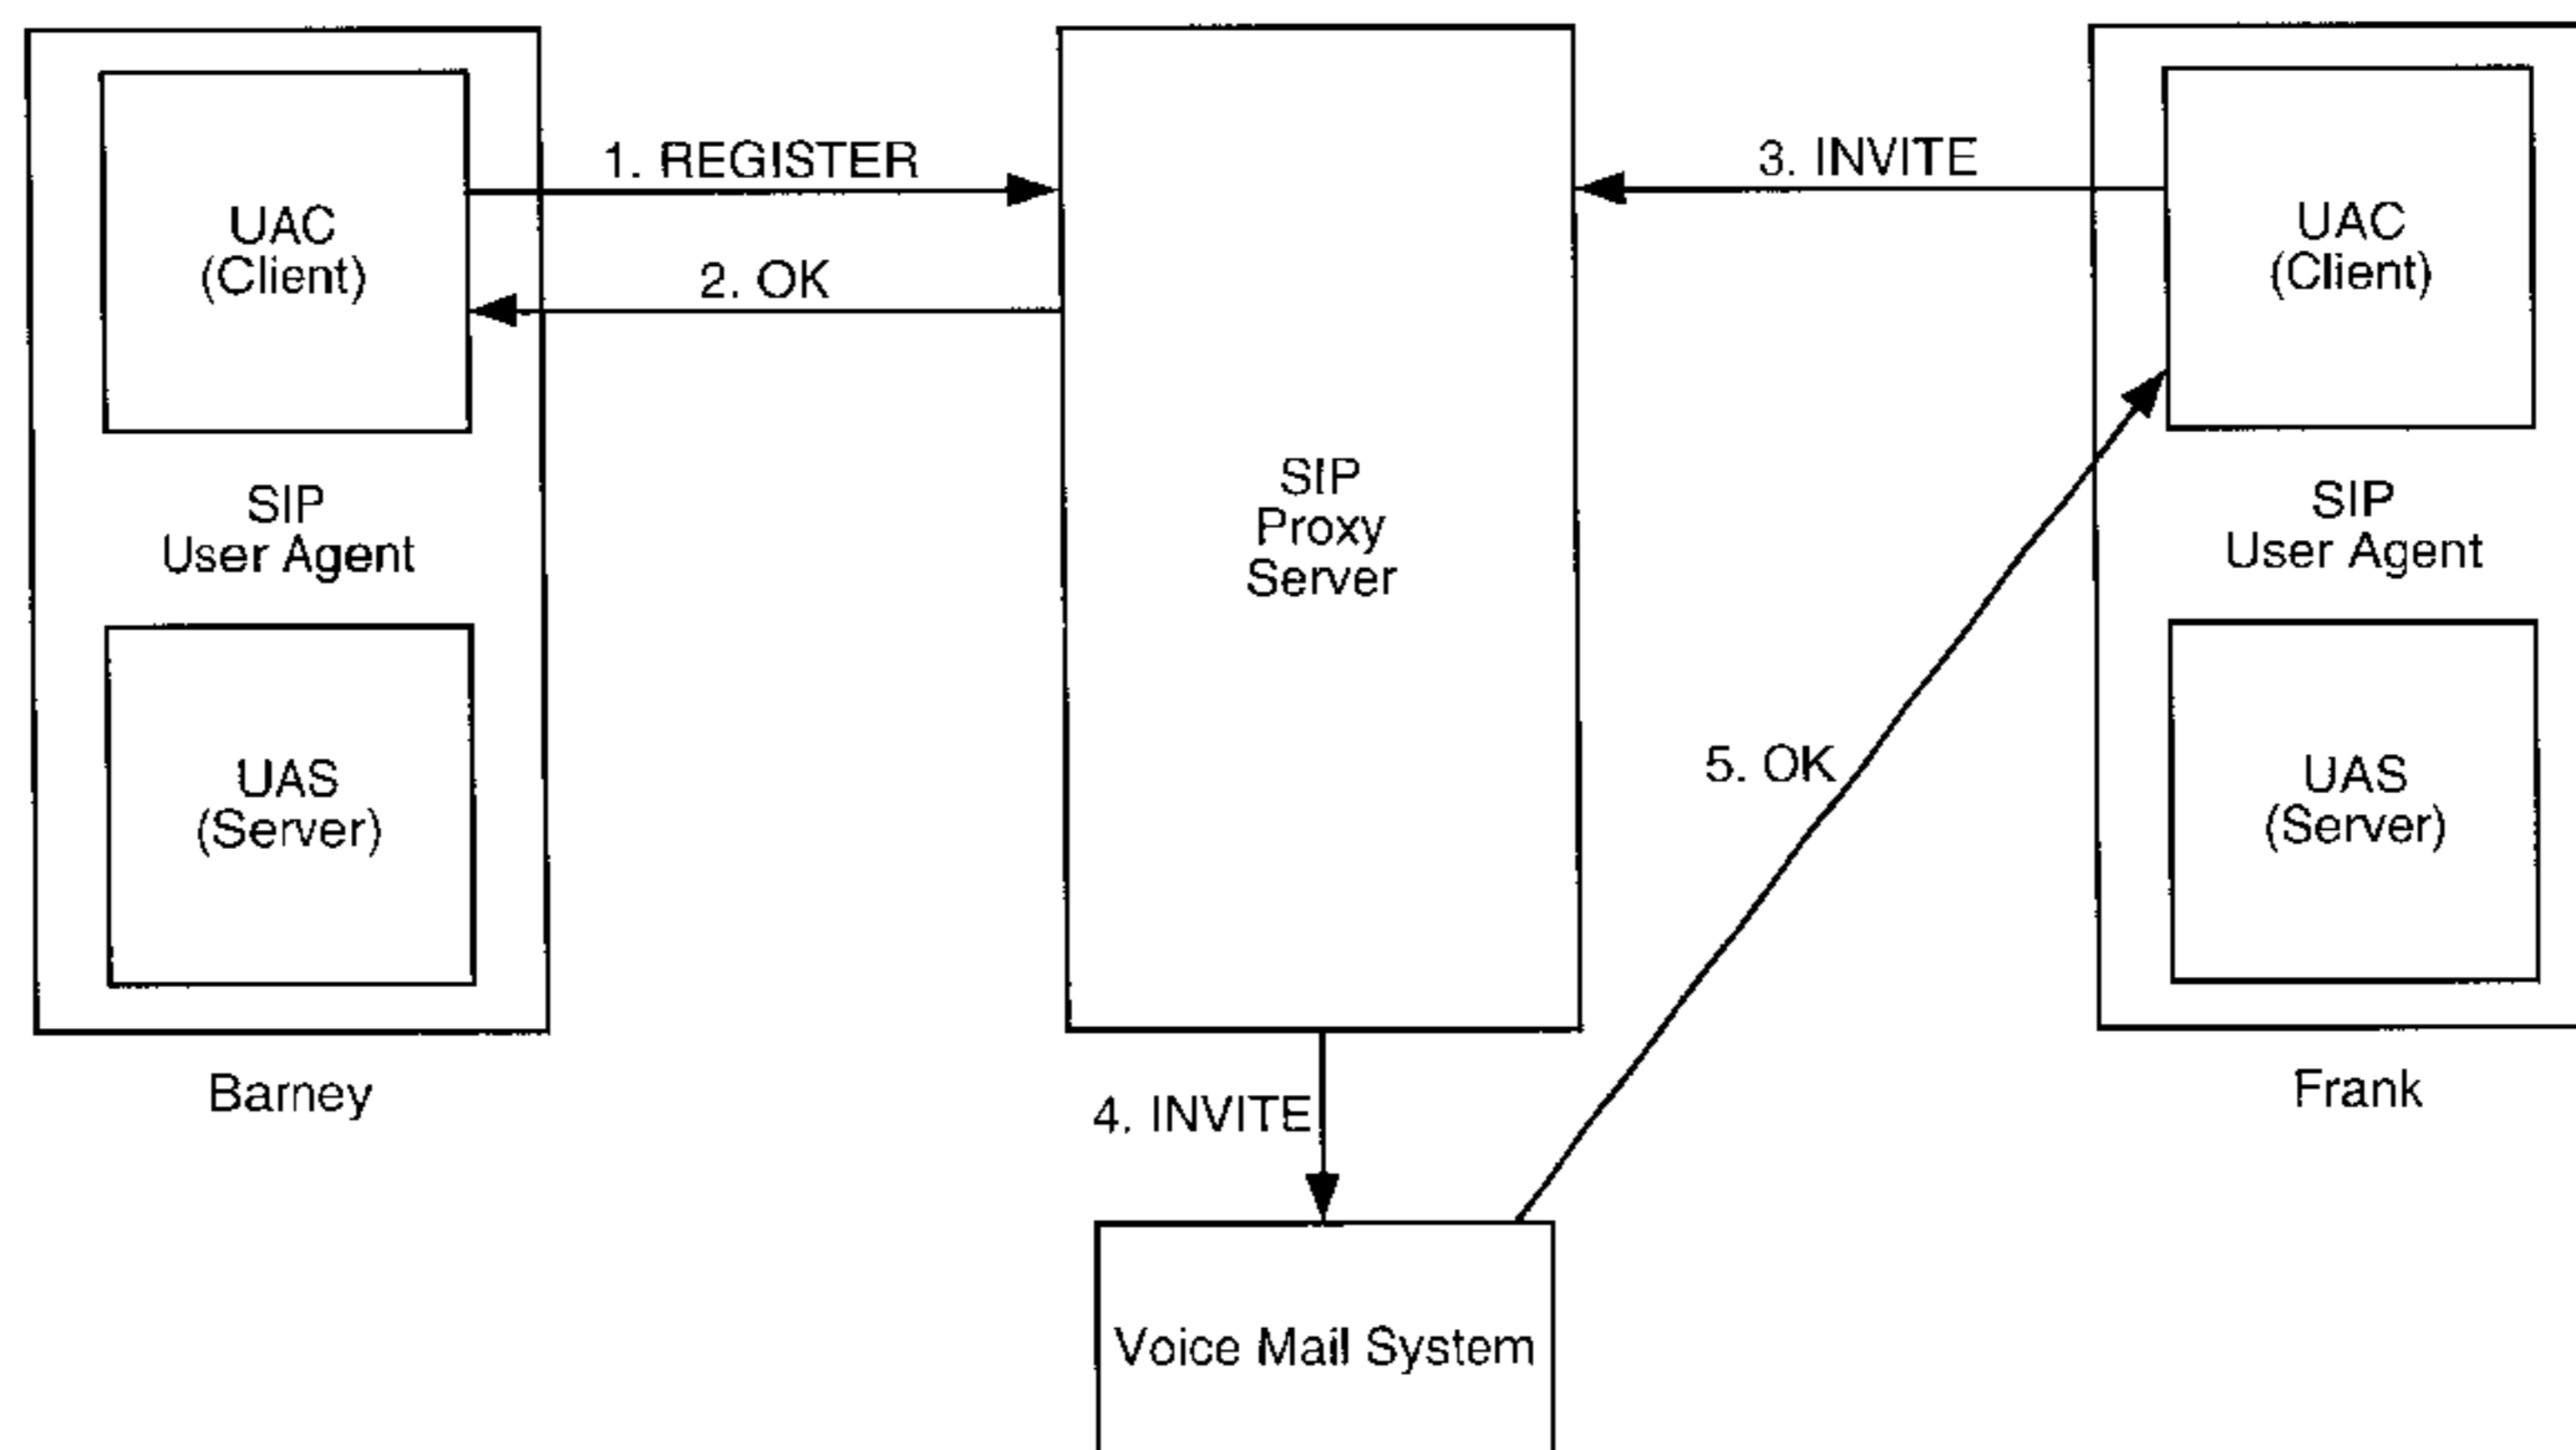 1. REGISTER
2. OK
UAC
(Client)
SIP
User Agent
UAS
(Server)
Barney
SIP
Proxy
Server
3. INVITE
4. INVITE
5. OK
Voice Mail System
UAC
(Client)
SIP
User Agent
UAS
(Server)
Frank